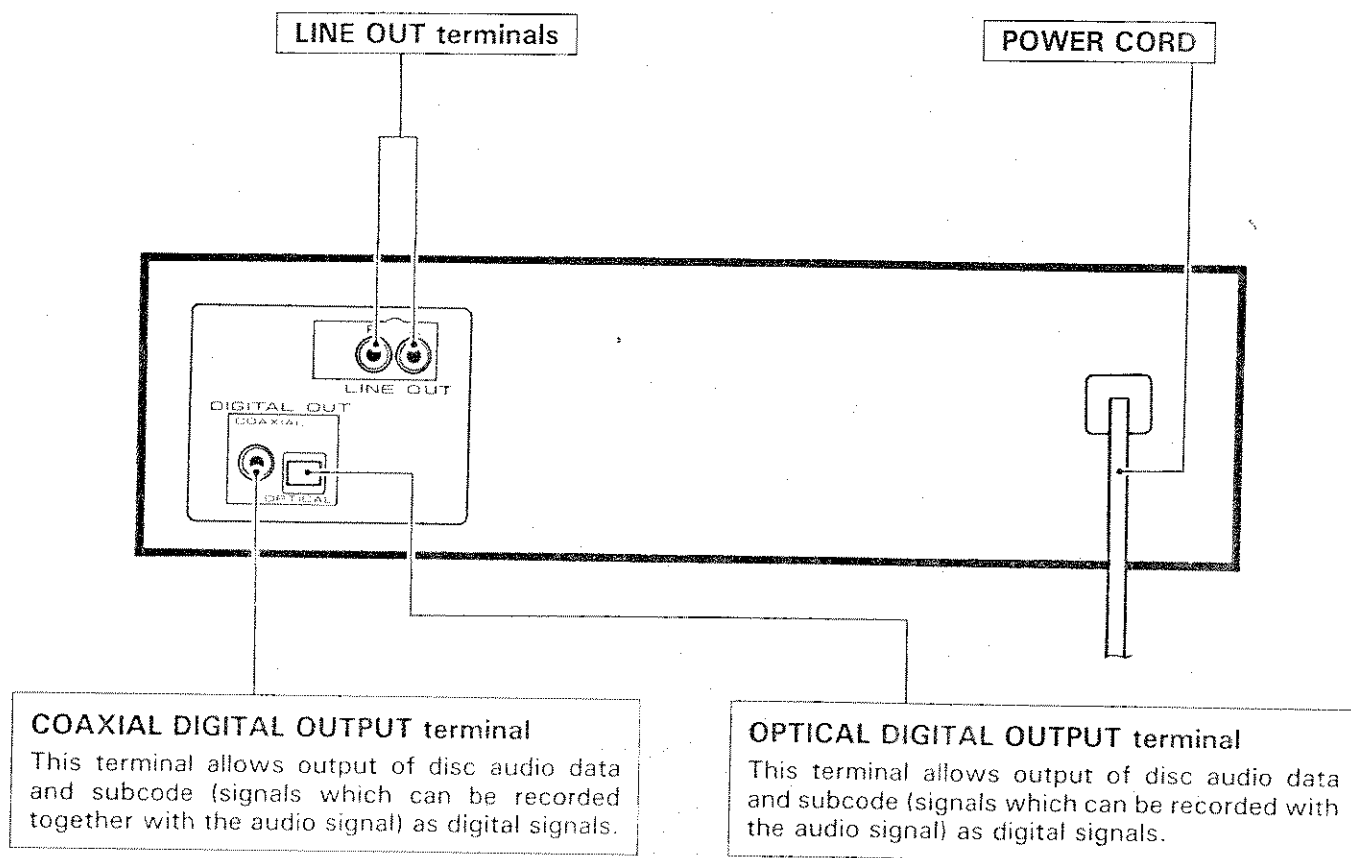 LINE OUT terminals
POWER CORD
LINE OUT
DIGITAL OUT
COAXIAL
OPTICAL
COAXIAL DIGITAL OUTPUT terminal
This terminal allows output of disc audio data
and subcode (signals which can be recorded
together with the audio signal) as digital signals.
OPTICAL DIGITAL OUTPUT terminal
This terminal allows output of disc audio data
and subcode (signals which can be recorded with
the audio signal) as digital signals.